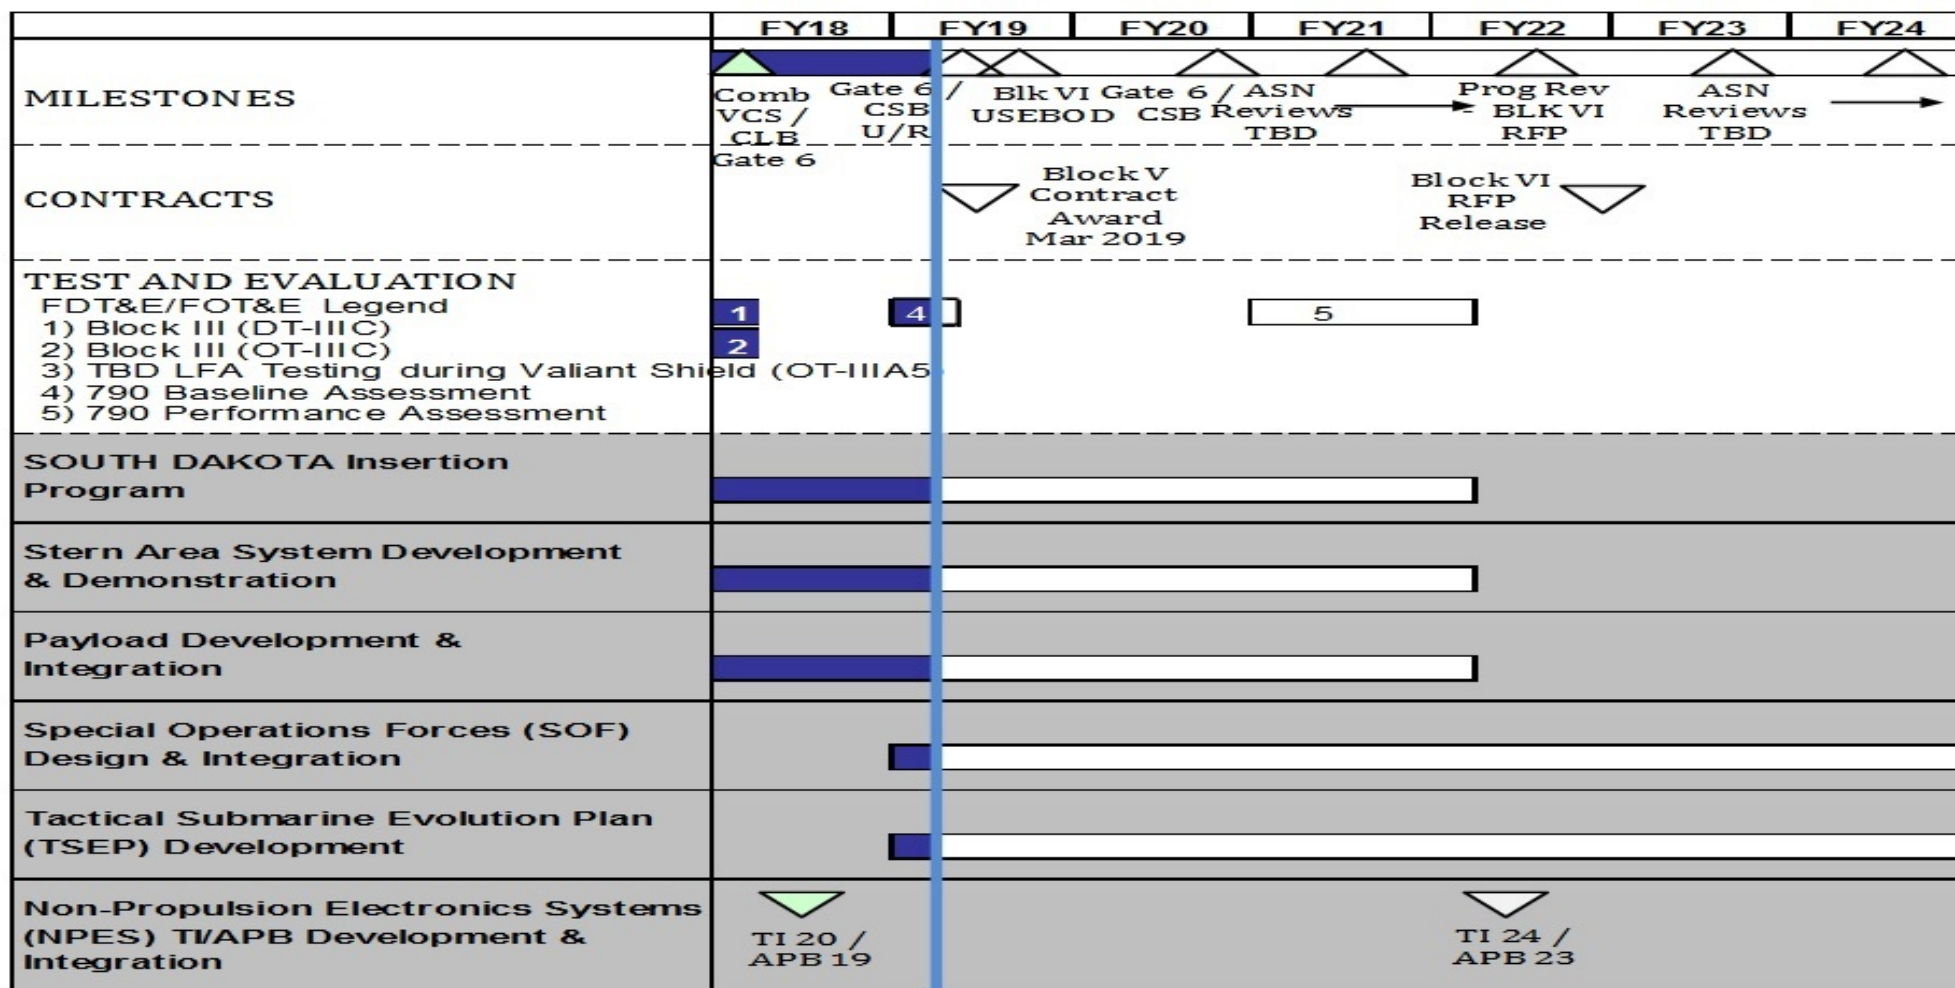 FY18 FY19 FY20 FY21 FY22 FY23 FY24
MILESTONES
Comb
VCS /
CLB
Gate 6
Gate 6 /
CSB
U/R
Blk VI
USEBOD
Gate 6 /
CSB
ASN
Reviews
TBD
Prog Rev
- BLK VI
RFP
ASN
Reviews
TBD
CONTRACTS
Block V
Contract
Award
Mar 2019
Block VI
RFP
Release
TEST AND EVALUATION
FDT&E/FOT&E Legend
1) Block III (DT-IIIC)
2) Block III (OT-IIIC)
3) TBD LFA Testing during Valiant Shield (OT-IIIA5
4) 790 Baseline Assessment
5) 790 Performance Assessment
1
2
4
5
SOUTH DAKOTA Insertion
Program
Stern Area System Development
& Demonstration
Payload Development &
Integration
Special Operations Forces (SOF)
Design & Integration
Tactical Submarine Evolution Plan
(TSEP) Development
Non-Propulsion Electronics Systems
(NPES) TI/APB Development &
Integration
TI 20 /
APB 19
TI 24 /
APB 23